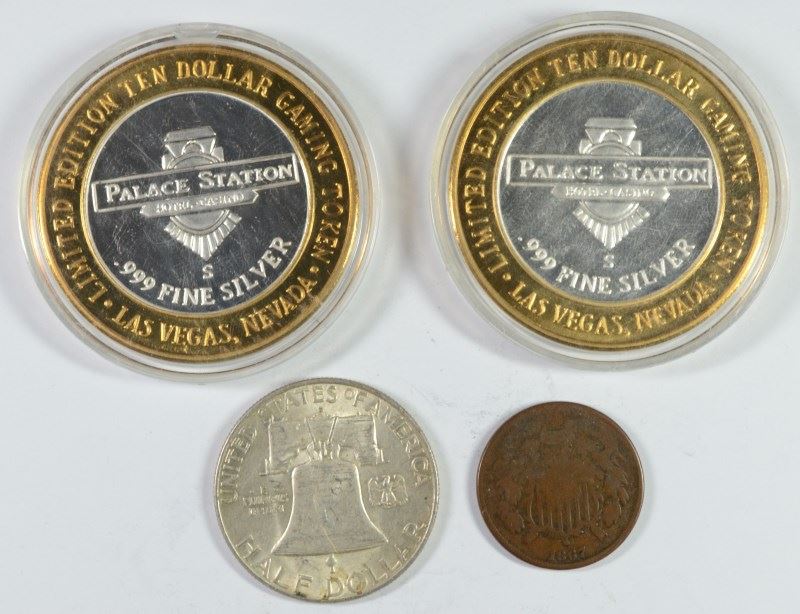 LIMITED EDITION TEN DOLLAR GAMING TOKEN
PALACE STATION
HOTEL · CASINO
S
.999 FINE SILVER
· LAS VEGAS, NEVADA ·
LIMITED EDITION TEN DOLLAR GAMING TOKEN
PALACE STATION
HOTEL · CASINO
S
.999 FINE SILVER
· LAS VEGAS, NEVADA ·
UNITED STATES OF AMERICA
E
PLURIBUS
HALF DOLLAR